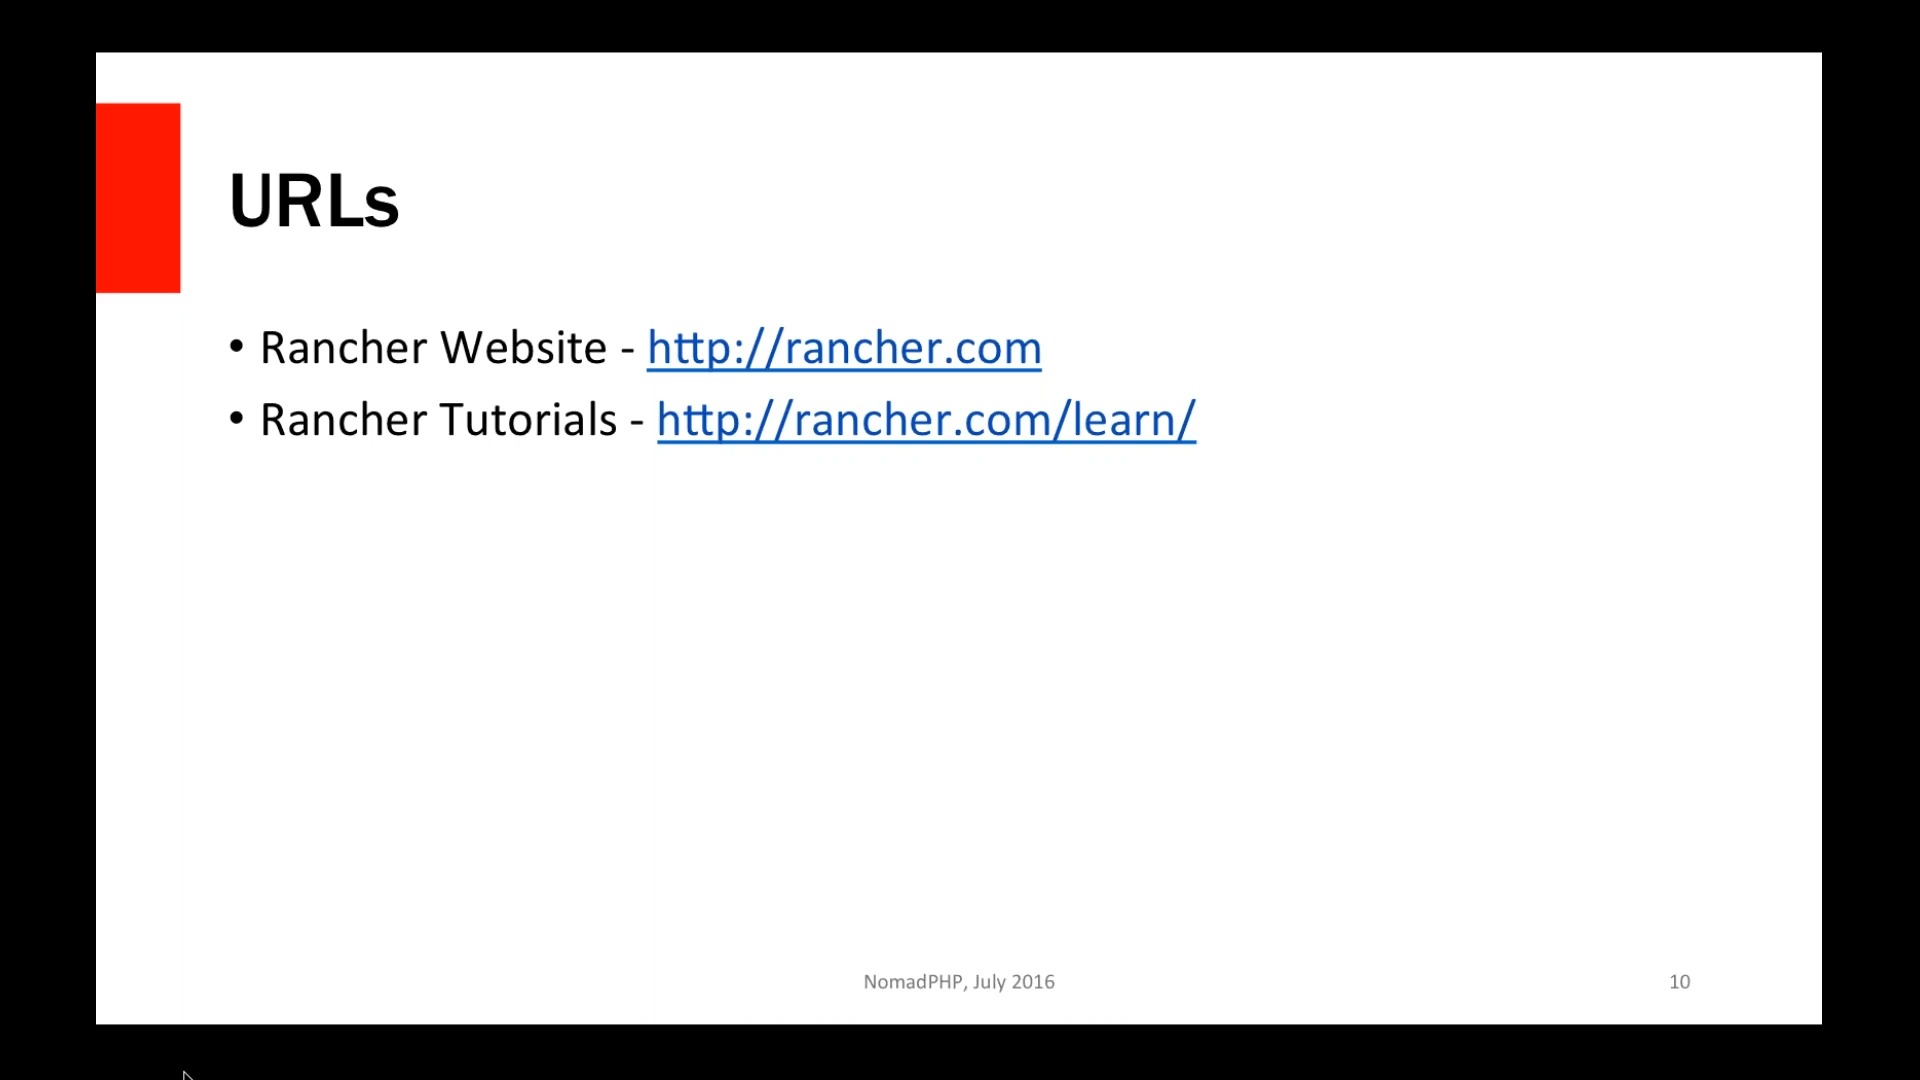 URLs
• Rancher Website - http://rancher.com
• Rancher Tutorials - http://rancher.com/learn/
NomadPHP, July 2016
10